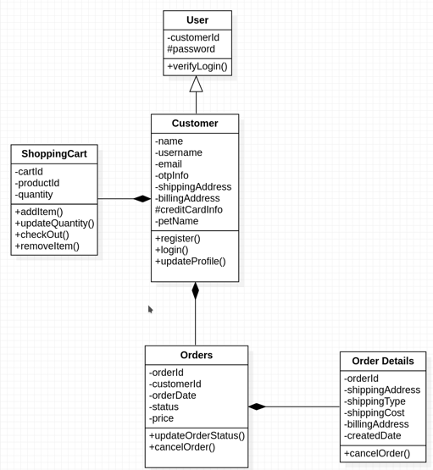 User
-customerId
#password
+verifyLogin()
Customer
-name
-username
-email
-otpInfo
-shippingAddress
-billingAddress
#creditCardInfo
-petName
+register()
+login()
+updateProfile()
ShoppingCart
-cartId
-productId
-quantity
+addItem()
+updateQuantity()
+checkOut()
+removeItem()
Orders
-orderId
-customerId
-orderDate
-status
-price
+updateOrderStatus()
+cancelOrder()
Order Details
-orderId
-shippingAddress
-shippingType
-shippingCost
-billingAddress
-createdDate
+cancelOrder()